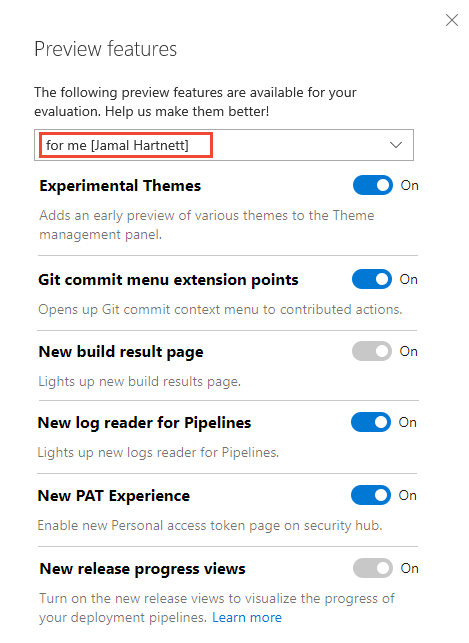 Preview features
The following preview features are available for your
evaluation. Help us make them better!
for me [Jamal Hartnett]
Experimental Themes On
Adds an early preview of various themes to the Theme
management panel.
Git commit menu extension points On
Opens up Git commit context menu to contributed actions.
New build result page On
Lights up new build results page.
New log reader for Pipelines On
Lights up new logs reader for Pipelines.
New PAT Experience On
Enable new Personal access token page on security hub.
New release progress views On
Turn on the new release views to visualize the progress of
your deployment pipelines. Learn more